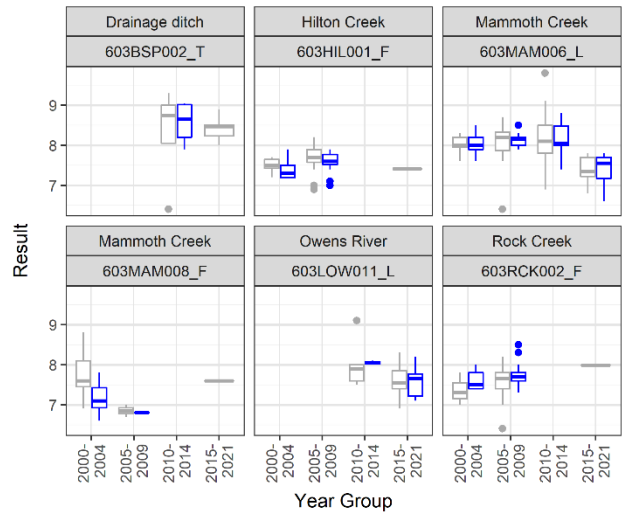 Drainage ditch
603BSP002_T
Hilton Creek
603HIL001_F
Mammoth Creek
603MAM006_L
9
8
7
Mammoth Creek
603MAM008_F
Owens River
603LOW011_L
Rock Creek
603RCK002_F
9
8
7
Result
2000-
2004
2005-
2009
2010-
2014
2015-
2021
2000-
2004
2005-
2009
2010-
2014
2015-
2021
2000-
2004
2005-
2009
2010-
2014
2015-
2021
Year Group